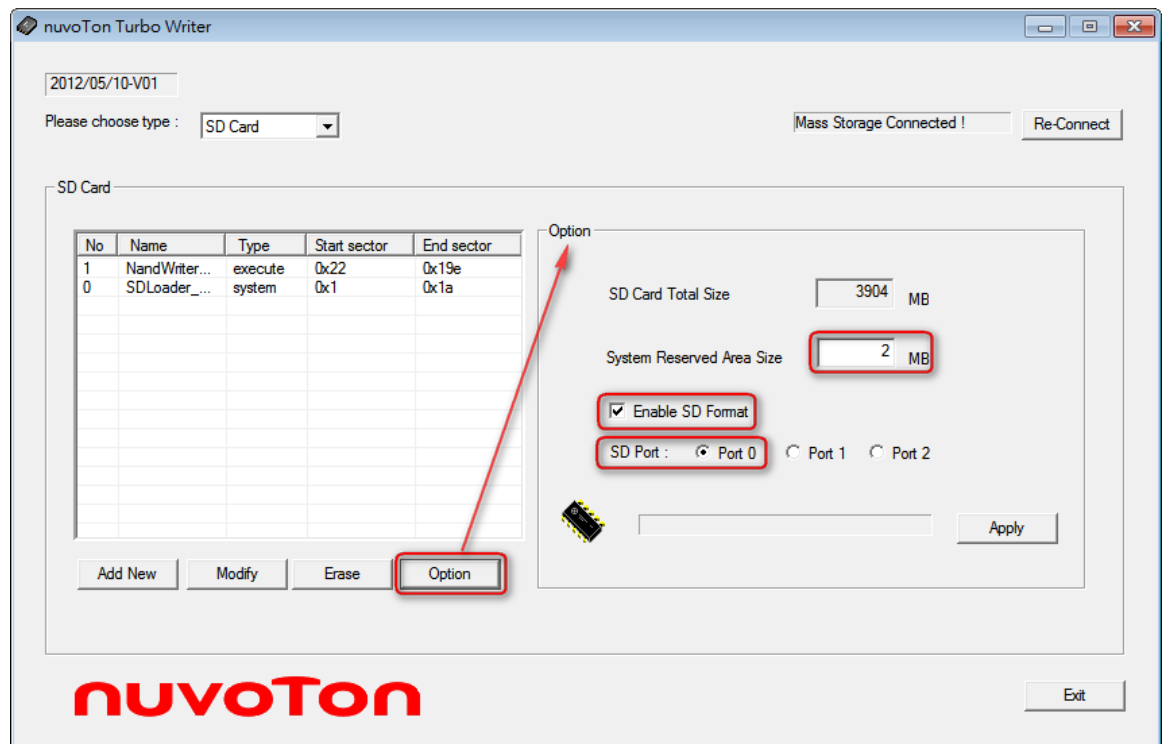 nuvoTon Turbo Writer
2012/05/10-V01
Please choose type :
SD Card
Mass Storage Connected !
Re-Connect
SD Card
No Name Type Start sector End sector
1 NandWriter... execute 0x22 0x19e
0 SDLoader_... system 0x1 0x1a
Add New
Modify
Erase
Option
Option
SD Card Total Size 3904 MB
System Reserved Area Size 2 MB
Enable SD Format
SD Port : Port 0 Port 1 Port 2
Apply
nuvoTon
Exit